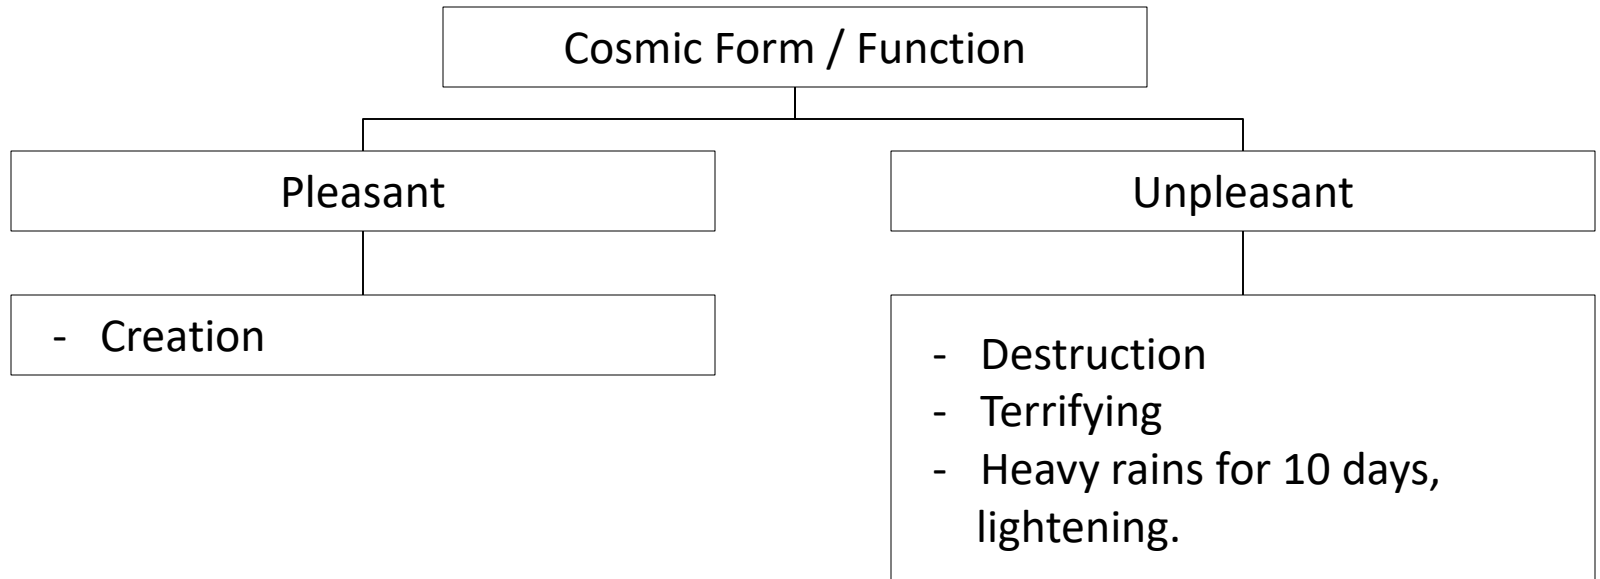 Cosmic Form / Function
Pleasant
Unpleasant
- Creation
- Destruction
- Terrifying
- Heavy rains for 10 days,
lightening.